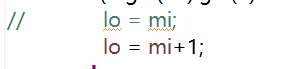 //          lo = mi;
            lo = mi+1;